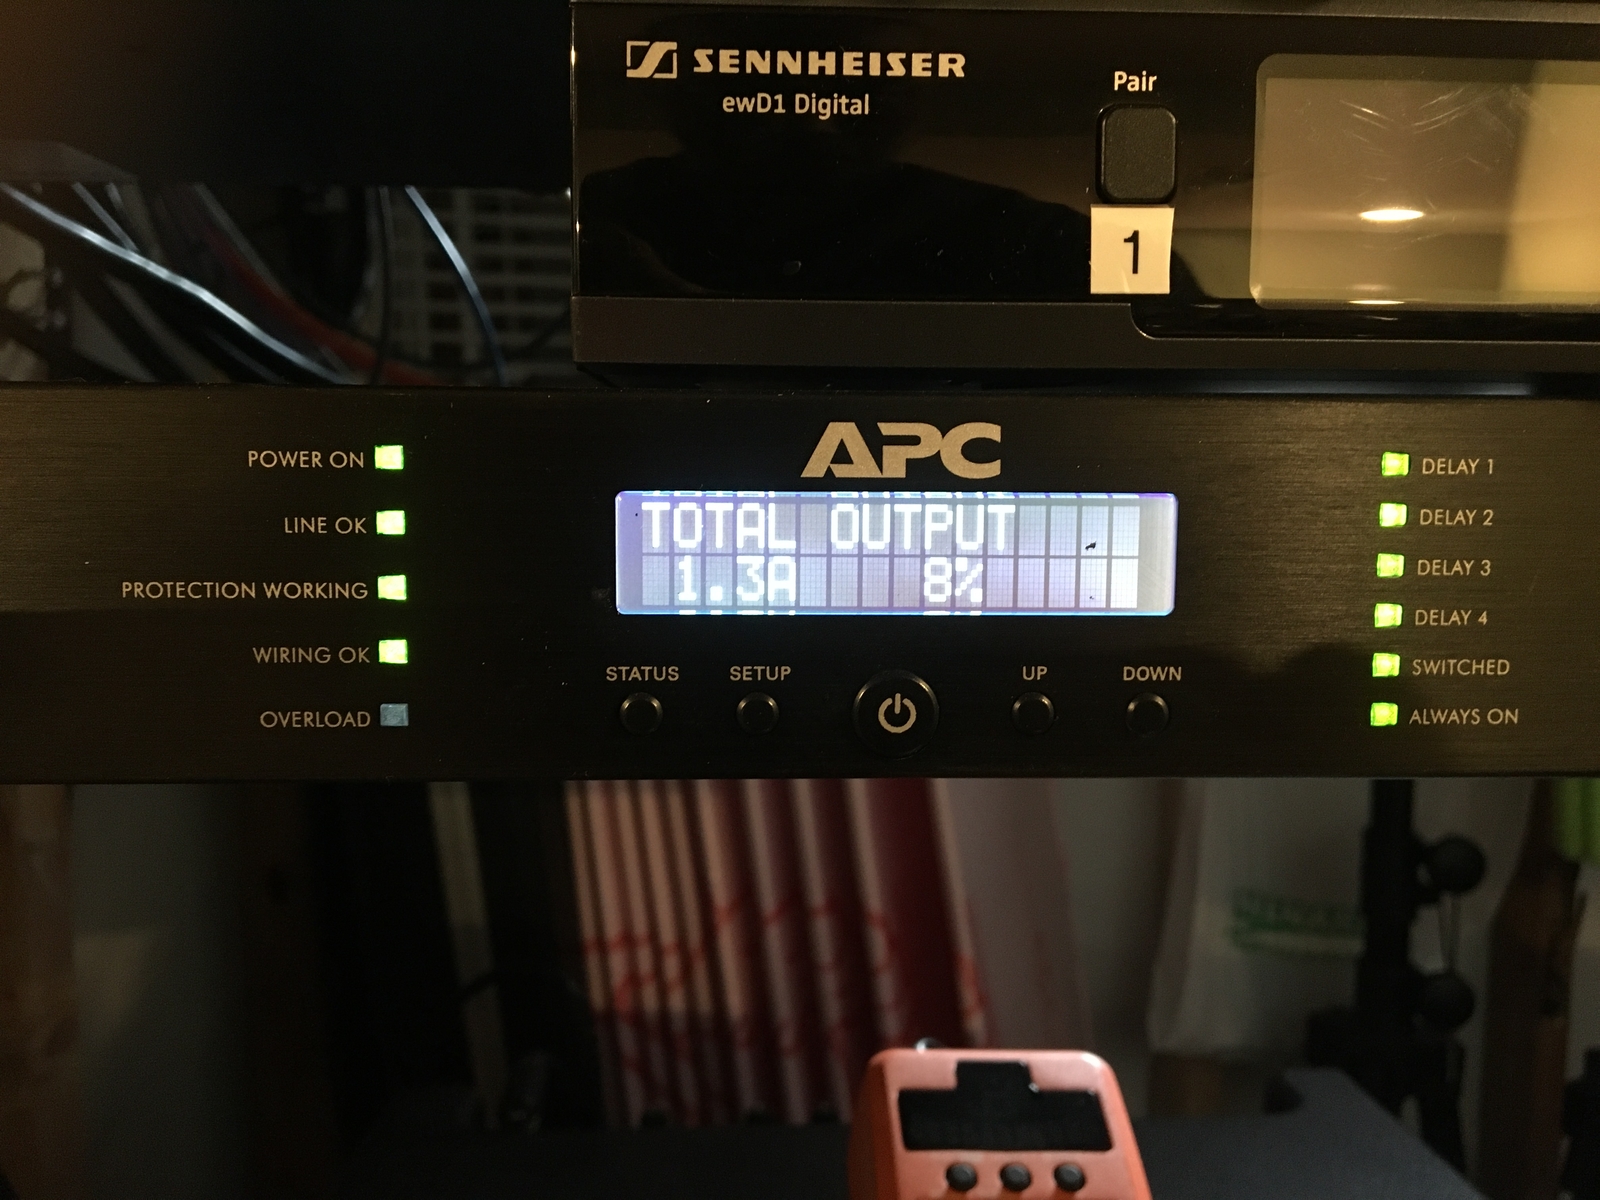 SENNHEISER
ewD1 Digital
Pair
1
APC
POWER ON
LINE OK
PROTECTION WORKING
WIRING OK
OVERLOAD
TOTAL OUTPUT
1.3A 8%
STATUS
SETUP
UP
DOWN
DELAY 1
DELAY 2
DELAY 3
DELAY 4
SWITCHED
ALWAYS ON